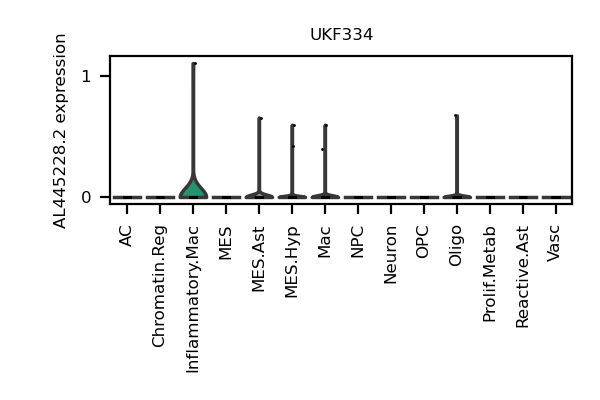 UKF334
AL445228.2 expression
1
0
AC
Chromatin.Reg
Inflammatory.Mac
MES
MES.Ast
MES.Hyp
Mac
NPC
Neuron
OPC
Oligo
Prolif.Metab
Reactive.Ast
Vasc